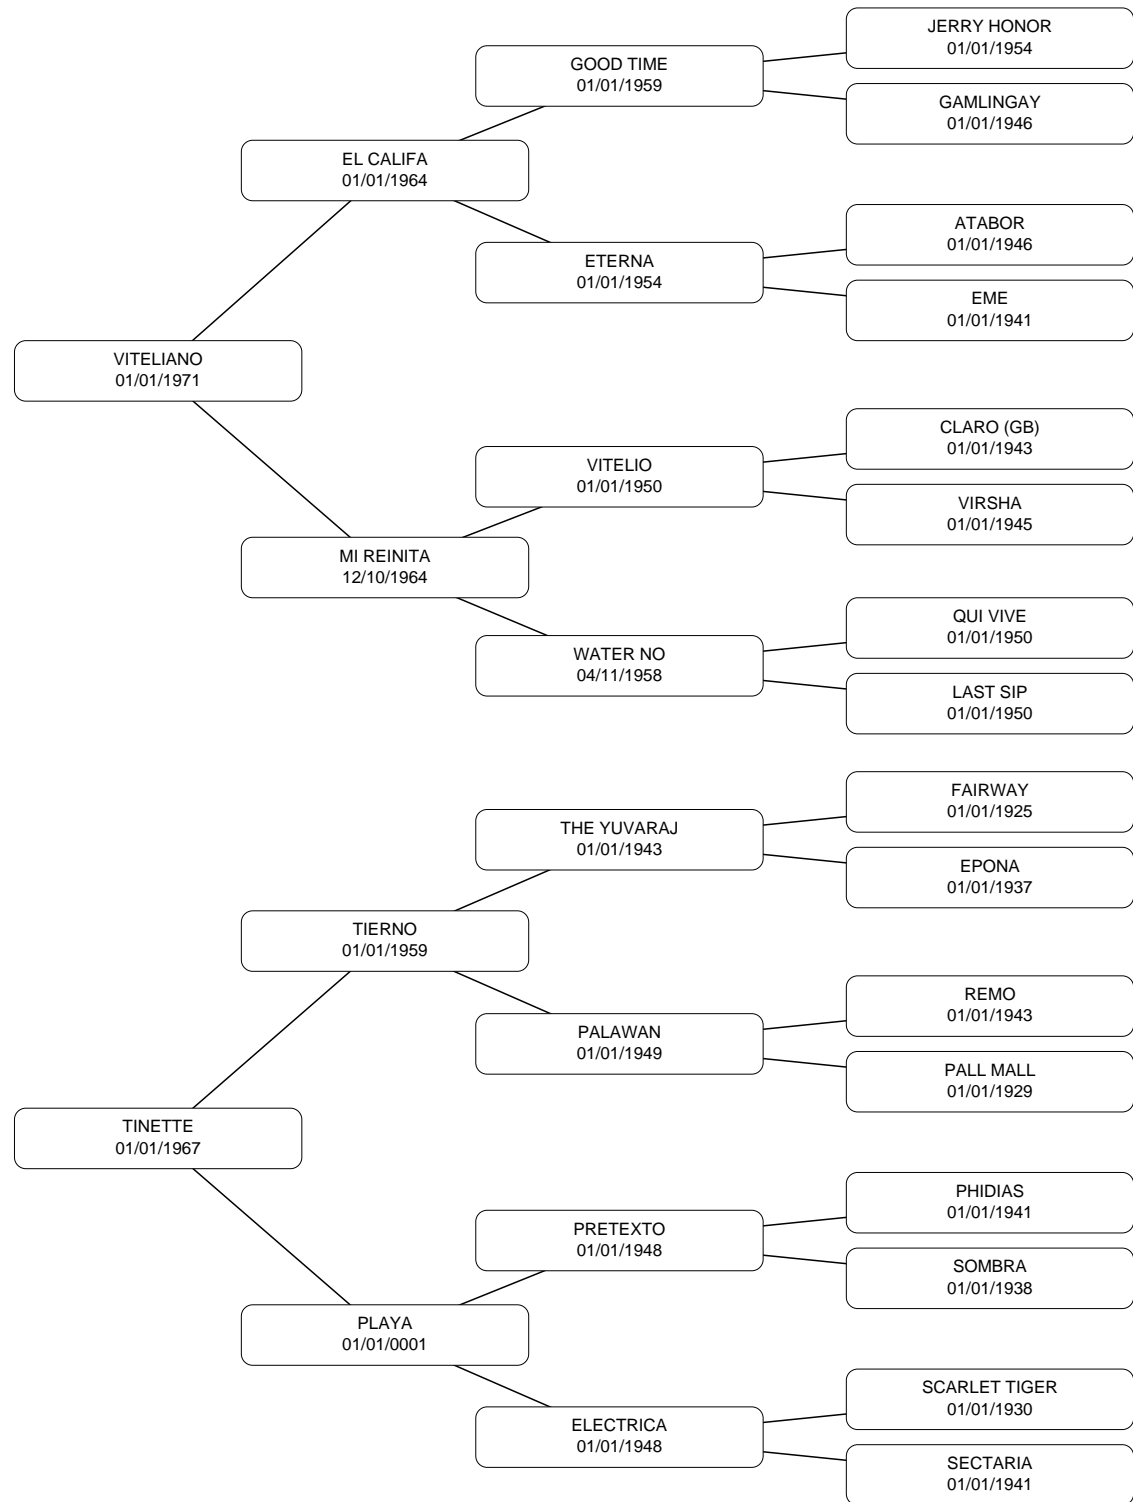 JERRY HONOR
01/01/1954
GOOD TIME
01/01/1959
GAMLINGAY
01/01/1946
EL CALIFA
01/01/1964
ATABOR
01/01/1946
ETERNA
01/01/1954
EME
01/01/1941
VITELIANO
01/01/1971
CLARO (GB)
01/01/1943
VITELIO
01/01/1950
VIRSHA
01/01/1945
MI REINITA
12/10/1964
QUI VIVE
01/01/1950
WATER NO
04/11/1958
LAST SIP
01/01/1950
FAIRWAY
01/01/1925
THE YUVARAJ
01/01/1943
EPONA
01/01/1937
TIERNO
01/01/1959
REMO
01/01/1943
PALAWAN
01/01/1949
PALL MALL
01/01/1929
TINETTE
01/01/1967
PHIDIAS
01/01/1941
PRETEXTO
01/01/1948
SOMBRA
01/01/1938
PLAYA
01/01/0001
SCARLET TIGER
01/01/1930
ELECTRICA
01/01/1948
SECTARIA
01/01/1941